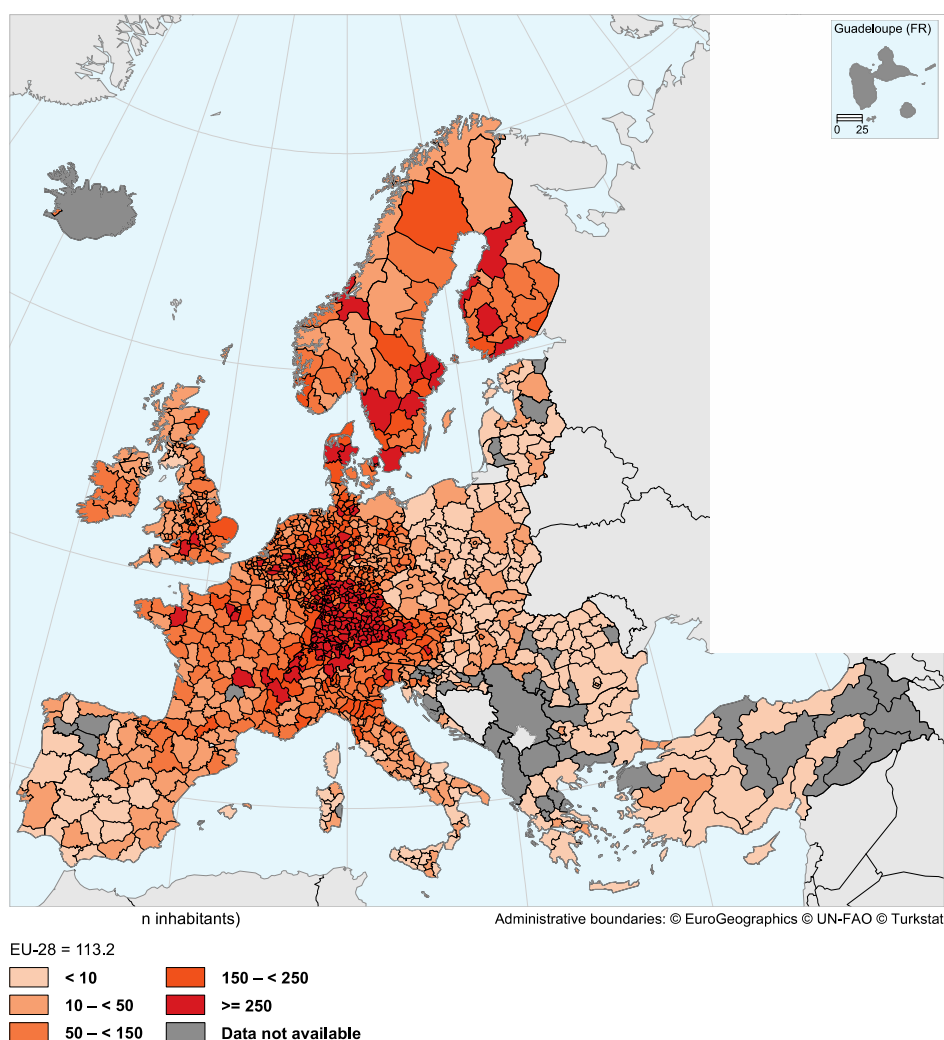 Guadeloupe (FR)
0 25
n inhabitants)
Administrative boundaries: © EuroGeographics © UN-FAO © Turkstat
EU-28 = 113.2
< 10
10 – < 50
50 – < 150
150 – < 250
>= 250
Data not available